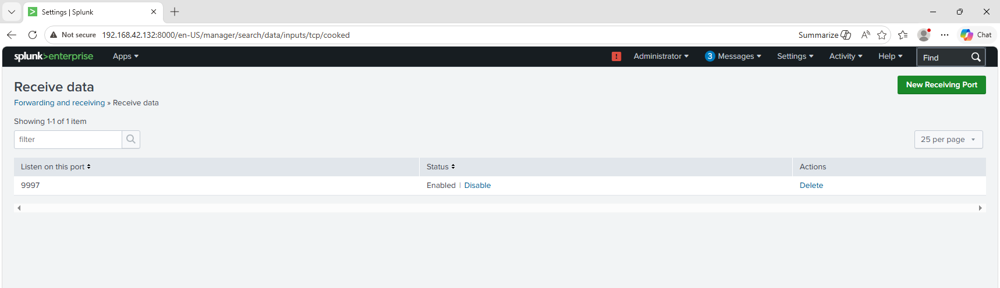 Settings | Splunk
Not secure 192.168.42.132:8000/en-US/manager/search/data/inputs/tcp/cooked Summarize Chat
splunk>enterprise Apps ! Administrator 3 Messages Settings Activity Help Find
Receive data New Receiving Port
Forwarding and receiving » Receive data
Showing 1-1 of 1 item
filter 25 per page
Listen on this port Status Actions
9997 Enabled | Disable Delete